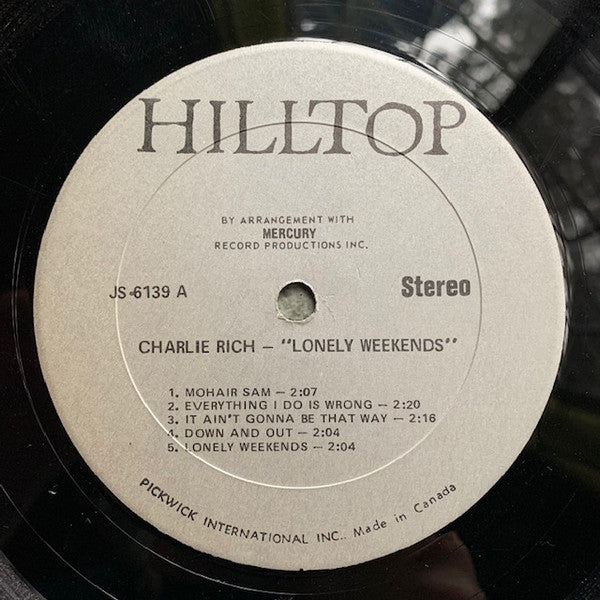 HILLTOP
BY ARRANGEMENT WITH
MERCURY
RECORD PRODUCTIONS INC.
JS-6139 A
Stereo
CHARLIE RICH — "LONELY WEEKENDS"
1. MOHAIR SAM — 2:07
2. EVERYTHING I DO IS WRONG — 2:20
3. IT AIN'T GONNA BE THAT WAY — 2:16
4. DOWN AND OUT — 2:04
5. LONELY WEEKENDS — 2:04
PICKWICK INTERNATIONAL INC.. Made in Canada